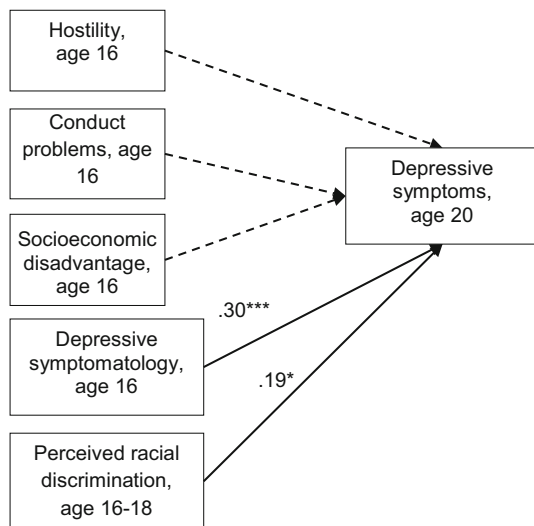 Hostility,
age 16
Conduct
problems, age
16
Socioeconomic
disadvantage,
age 16
Depressive
symptomatology,
age 16
Perceived racial
discrimination,
age 16-18
.30***
.19*
Depressive
symptoms,
age 20